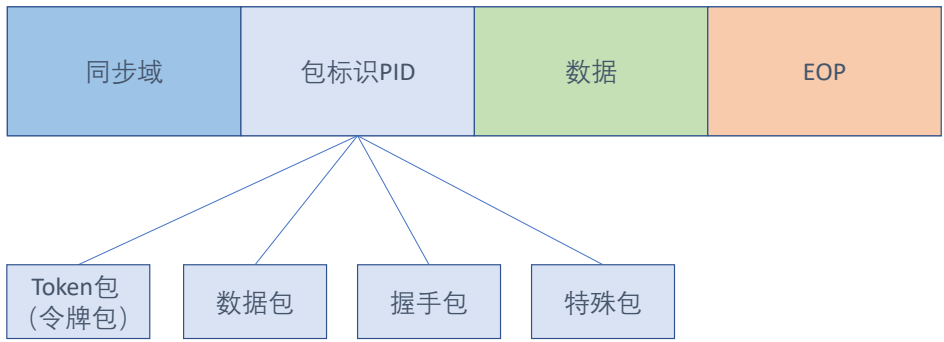 同步域
包标识PID
数据
EOP
Token包
（令牌包）
数据包
握手包
特殊包